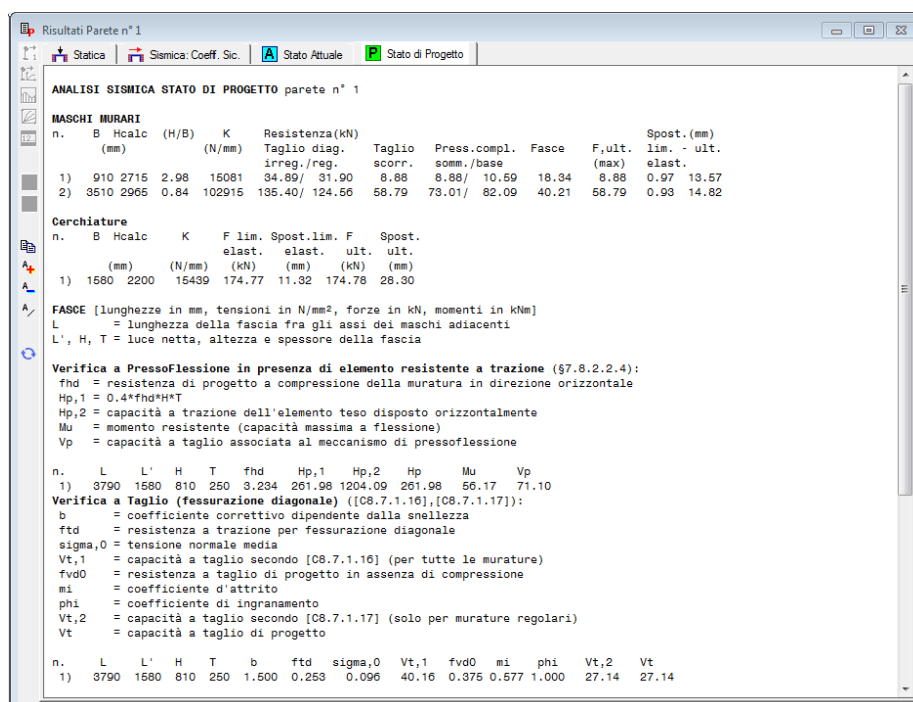 Risultati Parete n° 1
Statica Sismica: Coeff. Sic. A Stato Attuale P Stato di Progetto
ANALISI SISMICA STATO DI PROGETTO parete n° 1
MASCHI MURARI
n. B Hcalc (H/B) K Resistenza(kN) Spost.(mm)
(mm) (N/mm) Taglio diag. Taglio Press.compl. Fasce F,ult. lim. - ult.
irreg./reg. scorr. somm./base (max) elast.
1) 910 2715 2.98 15081 34.89/ 31.90 8.88 8.88/ 10.59 18.34 8.88 0.97 13.57
2) 3510 2965 0.84 102915 135.40/ 124.56 58.79 73.01/ 82.09 40.21 58.79 0.93 14.82
Cerchiature
n. B Hcalc K F lim. Spost.lim. F Spost.
elast. elast. ult. ult.
(mm) (N/mm) (kN) (mm) (kN) (mm)
1) 1580 2200 15439 174.77 11.32 174.78 28.30
FASCE [lunghezze in mm, tensioni in N/mm², forze in kN, momenti in kNm]
L = lunghezza della fascia fra gli assi dei maschi adiacenti
L', H, T = luce netta, altezza e spessore della fascia
Verifica a PressoFlessione in presenza di elemento resistente a trazione (§7.8.2.2.4):
fhd = resistenza di progetto a compressione della muratura in direzione orizzontale
Hp,1 = 0.4*fhd*H*T
Hp,2 = capacità a trazione dell'elemento teso disposto orizzontalmente
Mu = momento resistente (capacità massima a flessione)
Vp = capacità a taglio associata al meccanismo di pressoflessione
n. L L' H T fhd Hp,1 Hp,2 Hp Mu Vp
1) 3790 1580 810 250 3.234 261.98 1204.09 261.98 56.17 71.10
Verifica a Taglio (fessurazione diagonale) ([C8.7.1.16],[C8.7.1.17]):
b = coefficiente correttivo dipendente dalla snellezza
ftd = resistenza a trazione per fessurazione diagonale
sigma,0 = tensione normale media
Vt,1 = capacità a taglio secondo [C8.7.1.16] (per tutte le murature)
fvd0 = resistenza a taglio di progetto in assenza di compressione
mi = coefficiente d'attrito
phi = coefficiente di ingranamento
Vt,2 = capacità a taglio secondo [C8.7.1.17] (solo per murature regolari)
Vt = capacità a taglio di progetto
n. L L' H T b ftd sigma,0 Vt,1 fvd0 mi phi Vt,2 Vt
1) 3790 1580 810 250 1.500 0.253 0.096 40.16 0.375 0.577 1.000 27.14 27.14